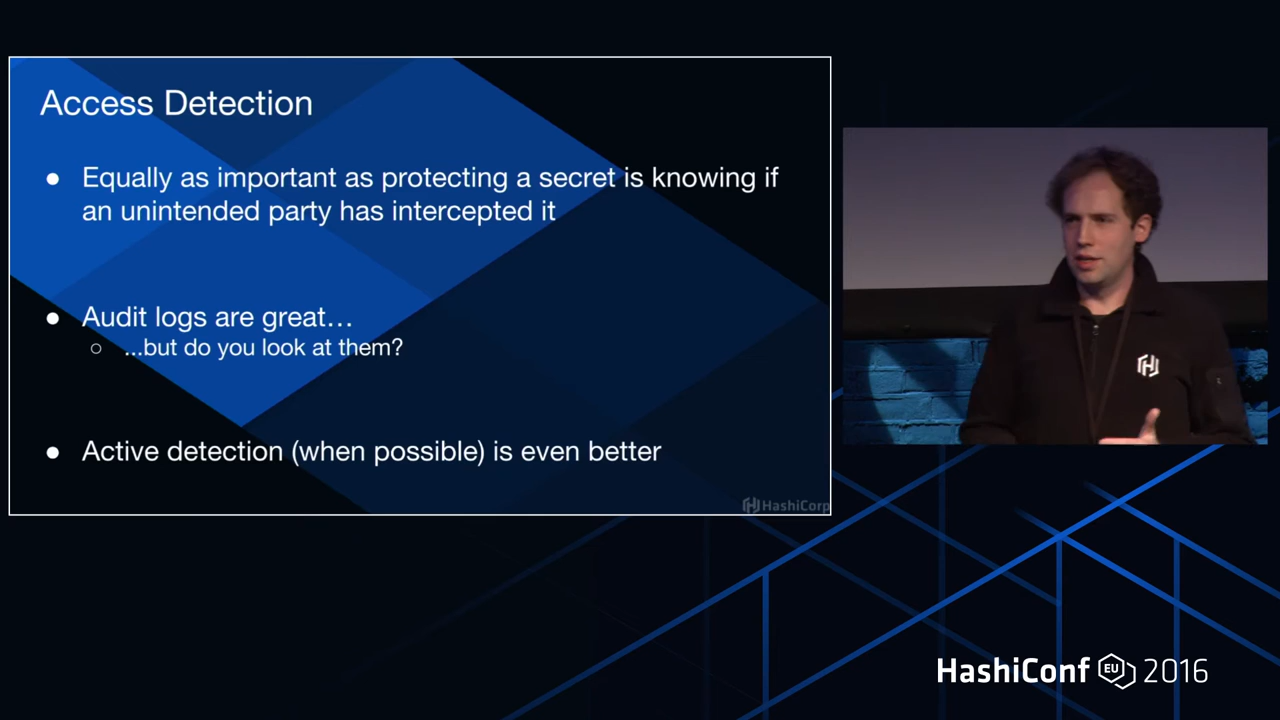 Access Detection
● Equally as important as protecting a secret is knowing if
an unintended party has intercepted it
● Audit logs are great…
○ ...but do you look at them?
● Active detection (when possible) is even better
HashiCorp
HashiConf EU 2016